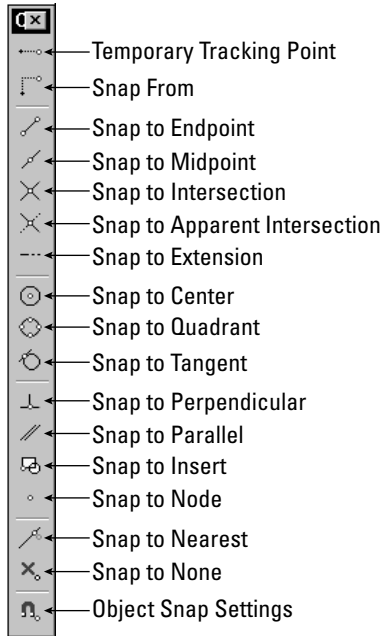 Temporary Tracking Point
Snap From
Snap to Endpoint
Snap to Midpoint
Snap to Intersection
Snap to Apparent Intersection
Snap to Extension
Snap to Center
Snap to Quadrant
Snap to Tangent
Snap to Perpendicular
Snap to Parallel
Snap to Insert
Snap to Node
Snap to Nearest
Snap to None
Object Snap Settings